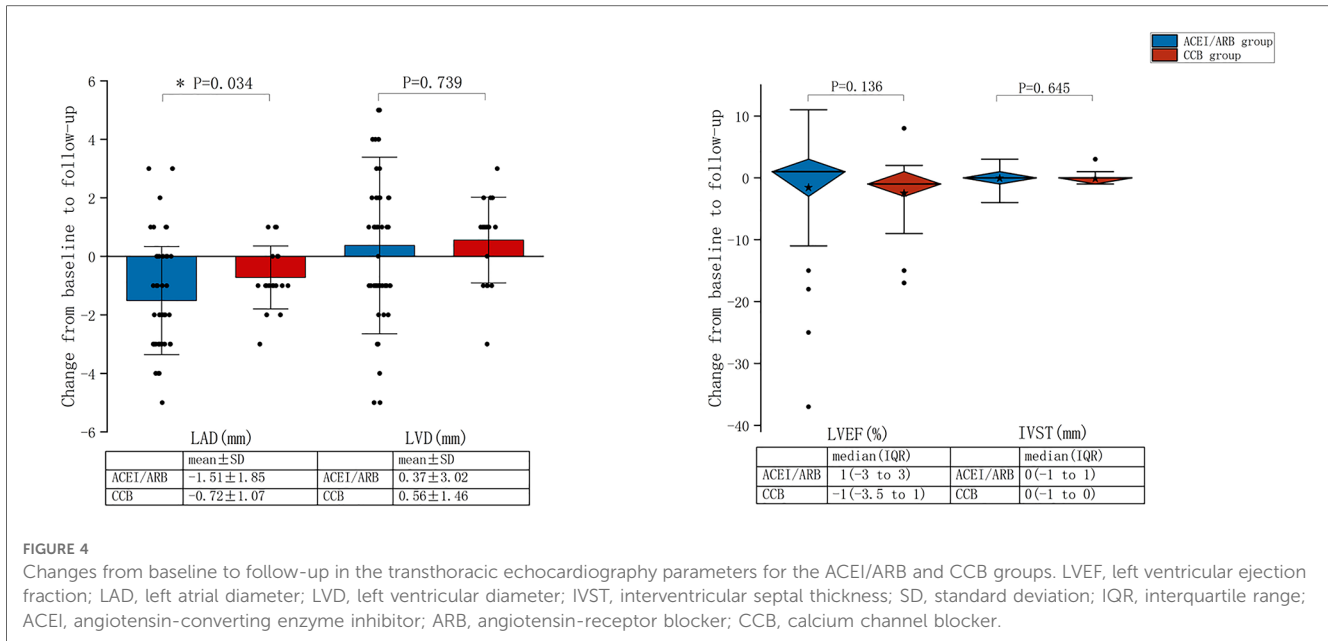 ACEI/ARB group
CCB group
* P=0.034
P=0.739
Change from baseline to follow-up
6
4
2
0
-2
-4
-6
LAD(mm) LVD(mm)
mean±SD mean±SD
ACEI/ARB -1.51±1.85 ACEI/ARB 0.37±3.02
CCB -0.72±1.07 CCB 0.56±1.46
P=0.136
P=0.645
Change from baseline to follow-up
10
0
-10
-20
-30
-40
LVEF(%) IVST(mm)
median(IQR) median(IQR)
ACEI/ARB 1(-3 to 3) ACEI/ARB 0(-1 to 1)
CCB -1(-3.5 to 1) CCB 0(-1 to 0)
FIGURE 4
Changes from baseline to follow-up in the transthoracic echocardiography parameters for the ACEI/ARB and CCB groups. LVEF, left ventricular ejection
fraction; LAD, left atrial diameter; LVD, left ventricular diameter; IVST, interventricular septal thickness; SD, standard deviation; IQR, interquartile range;
ACEI, angiotensin-converting enzyme inhibitor; ARB, angiotensin-receptor blocker; CCB, calcium channel blocker.